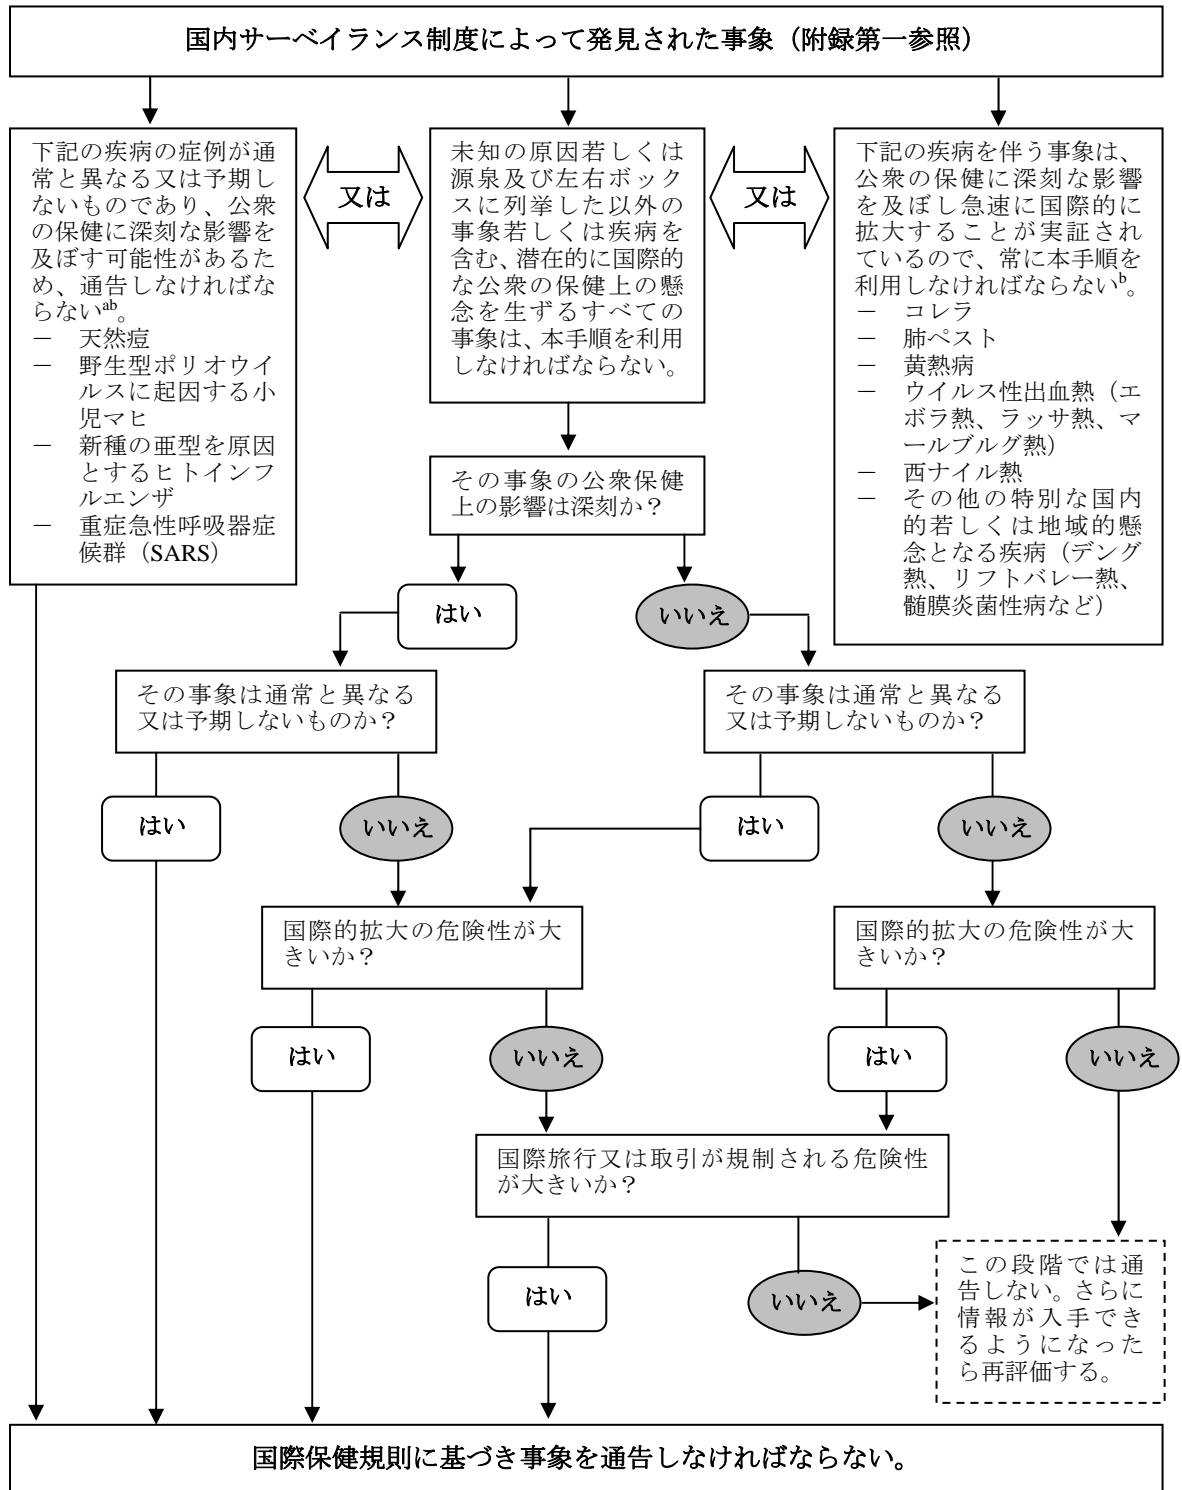 国内サーベイランス制度によって発見された事象（附録第一参照）
下記の疾病の症例が通
常と異なる又は予期し
ないものであり、公衆
の保健に深刻な影響を
及ぼす可能性があるた
め、通告しなければな
らないab。
－ 天然痘
－ 野生型ポリオウイ
ルスに起因する小
児マヒ
－ 新種の亜型を原因
とするヒトインフ
ルエンザ
－ 重症急性呼吸器症
候群（SARS）
又は
未知の原因若しくは
源泉及び左右ボック
スに列挙した以外の
事象若しくは疾病を
含む、潜在的に国際的
な公衆の保健上の懸
念を生ずるすべての
事象は、本手順を利用
しなければならない。
又は
下記の疾病を伴う事象は、
公衆の保健に深刻な影響
を及ぼし急速に国際的に
拡大することが実証され
ているので、常に本手順を
利用しなければならないb。
－ コレラ
－ 肺ペスト
－ 黄熱病
－ ウイルス性出血熱（エ
ボラ熱、ラッサ熱、マ
ールブルグ熱）
－ 西ナイル熱
－ その他の特別な国内
的若しくは地域的懸
念となる疾病（デング
熱、リフトバレー熱、
髄膜炎菌性病など）
その事象の公衆保健
上の影響は深刻か？
はい
いいえ
その事象は通常と異なる
又は予期しないものか？
その事象は通常と異なる
又は予期しないものか？
はい
いいえ
はい
いいえ
国際的拡大の危険性が大
きいか？
国際的拡大の危険性が大
きいか？
はい
いいえ
はい
いいえ
国際旅行又は取引が規制される危険性
が大きいか？
はい
いいえ
この段階では通
告しない。さらに
情報が入手でき
るようになった
ら再評価する。
国際保健規則に基づき事象を通告しなければならない。